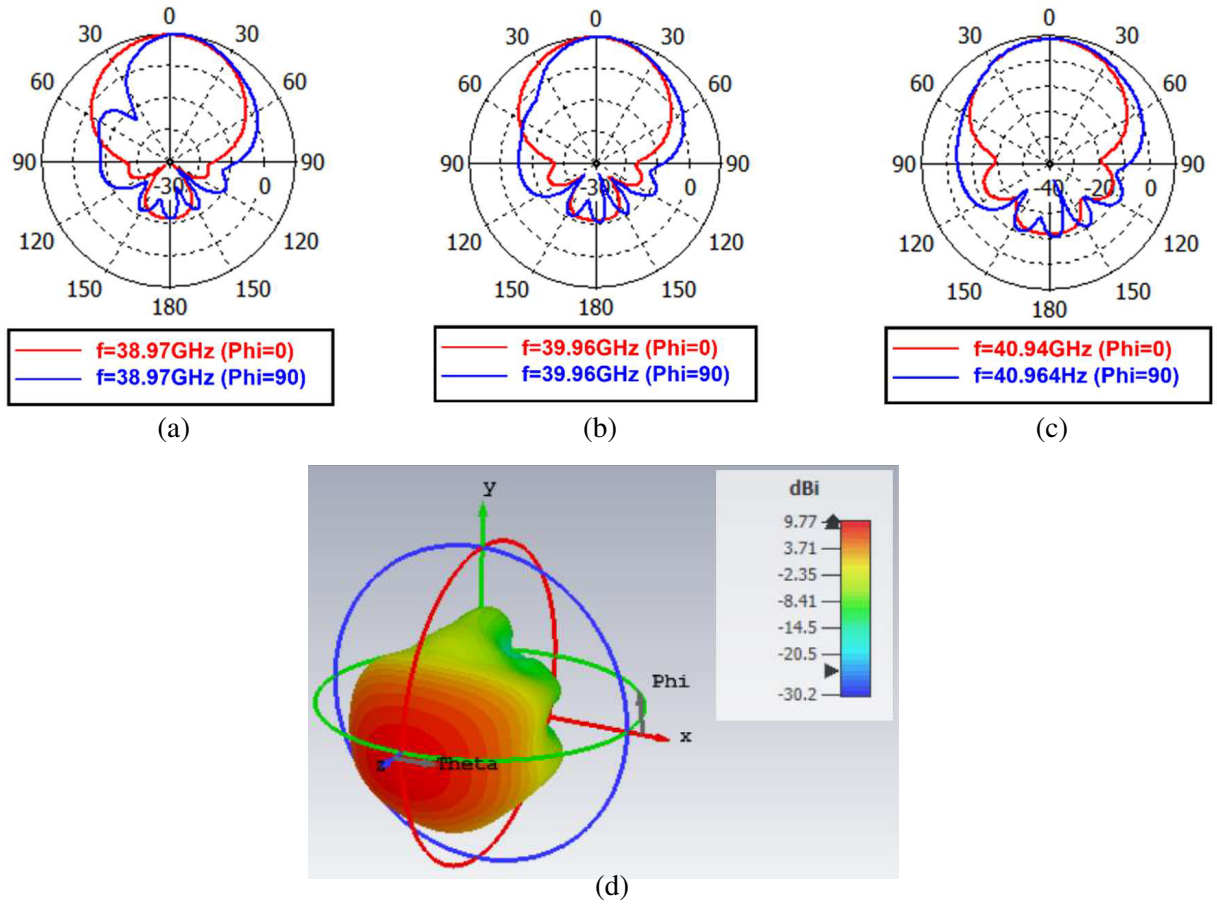 0
30 30
60 60
90 90
-30 0
120 120
150 150
180
f=38.97GHz (Phi=0)
f=38.97GHz (Phi=90)
(a)
0
30 30
60 60
90 90
-30 0
120 120
150 150
180
f=39.96GHz (Phi=0)
f=39.96GHz (Phi=90)
(b)
0
30 30
60 60
90 90
-40 -20 0
120 120
150 150
180
f=40.94GHz (Phi=0)
f=40.964Hz (Phi=90)
(c)
y
Phi
x
z Theta
dBi
9.77
3.71
-2.35
-8.41
-14.5
-20.5
-30.2
(d)